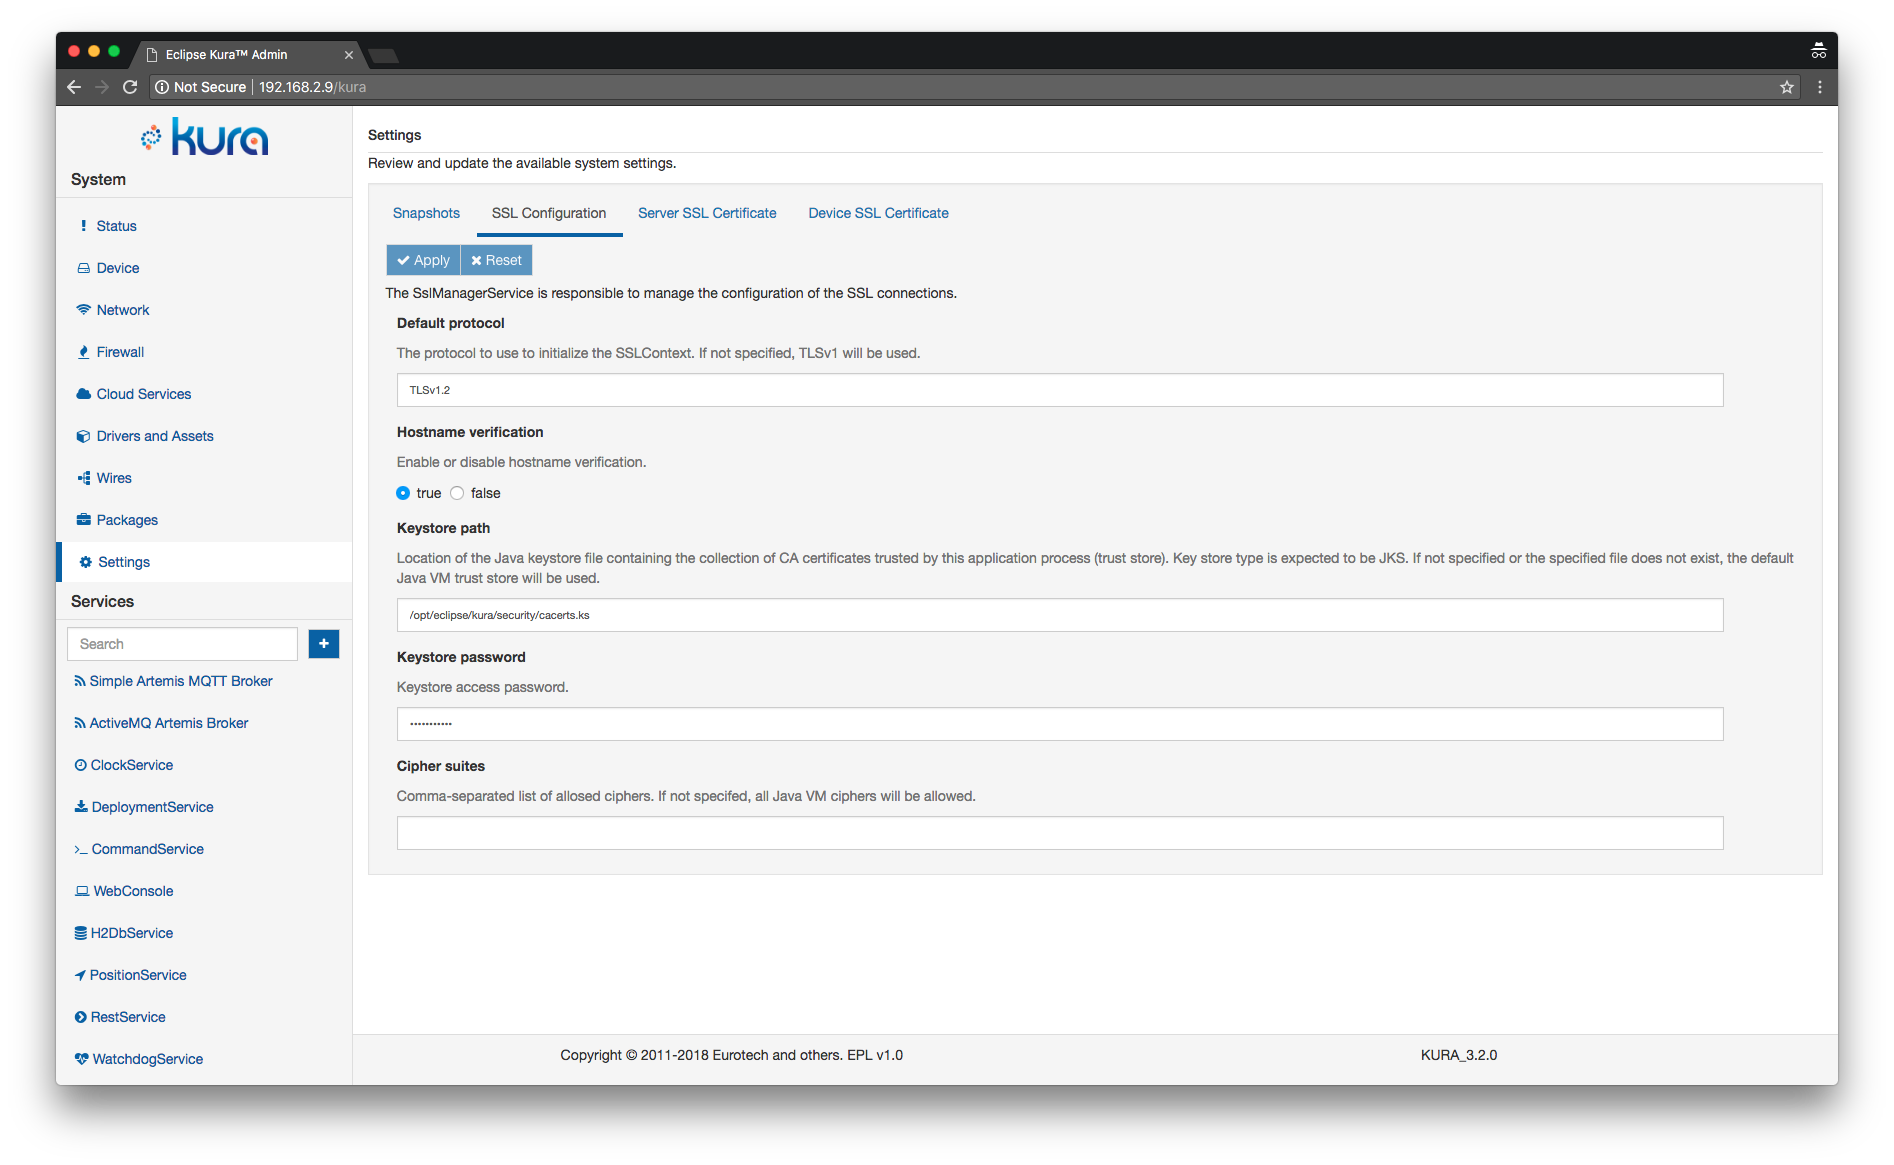 Eclipse Kura™ Admin
Not Secure | 192.168.2.9/kura
kura
System
Status
Device
Network
Firewall
Cloud Services
Drivers and Assets
Wires
Packages
Settings
Services
Search
Simple Artemis MQTT Broker
ActiveMQ Artemis Broker
ClockService
DeploymentService
CommandService
WebConsole
H2DbService
PositionService
RestService
WatchdogService
Settings
Review and update the available system settings.
Snapshots SSL Configuration Server SSL Certificate Device SSL Certificate
Apply Reset
The SslManagerService is responsible to manage the configuration of the SSL connections.
Default protocol
The protocol to use to initialize the SSLContext. If not specified, TLSv1 will be used.
TLSv1.2
Hostname verification
Enable or disable hostname verification.
true false
Keystore path
Location of the Java keystore file containing the collection of CA certificates trusted by this application process (trust store). Key store type is expected to be JKS. If not specified or the specified file does not exist, the default
Java VM trust store will be used.
/opt/eclipse/kura/security/cacerts.ks
Keystore password
Keystore access password.
•••••••••••
Cipher suites
Comma-separated list of allosed ciphers. If not specifed, all Java VM ciphers will be allowed.
Copyright © 2011-2018 Eurotech and others. EPL v1.0 KURA_3.2.0